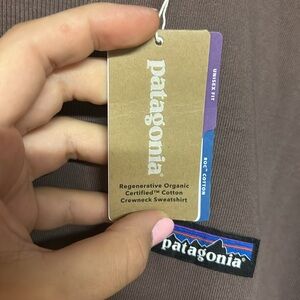 patagonia®
Regenerative Organic
Certified™ Cotton
Crewneck Sweatshirt
UNISEX FIT
ROC™ COTTON
patagonia®